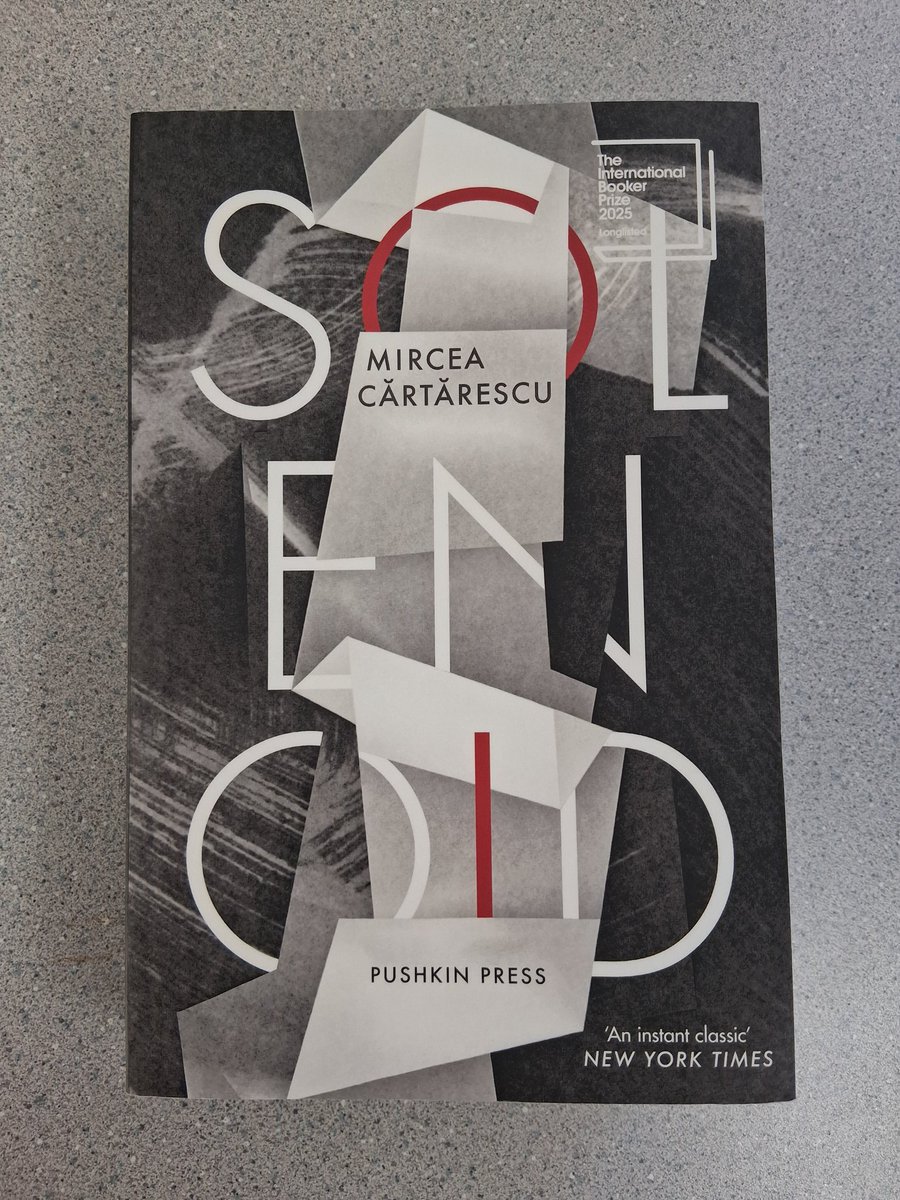 SOL
The
International
Booker
Prize
2025
Longlisted
MIRCEA
CĂRTĂRESCU
EN
OID
PUSHKIN PRESS
'An instant classic'
NEW YORK TIMES